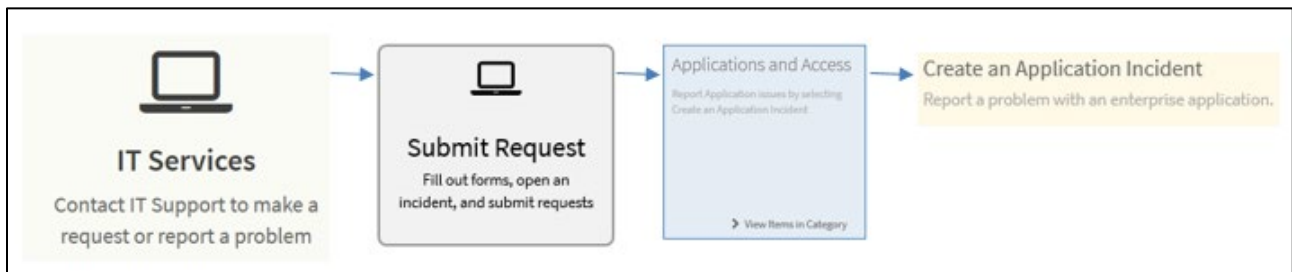 IT Services
Contact IT Support to make a
request or report a problem
Submit Request
Fill out forms, open an
incident, and submit requests
Applications and Access
Report Application issues by selecting
Create an Application Incident
View Items in Category
Create an Application Incident
Report a problem with an enterprise application.